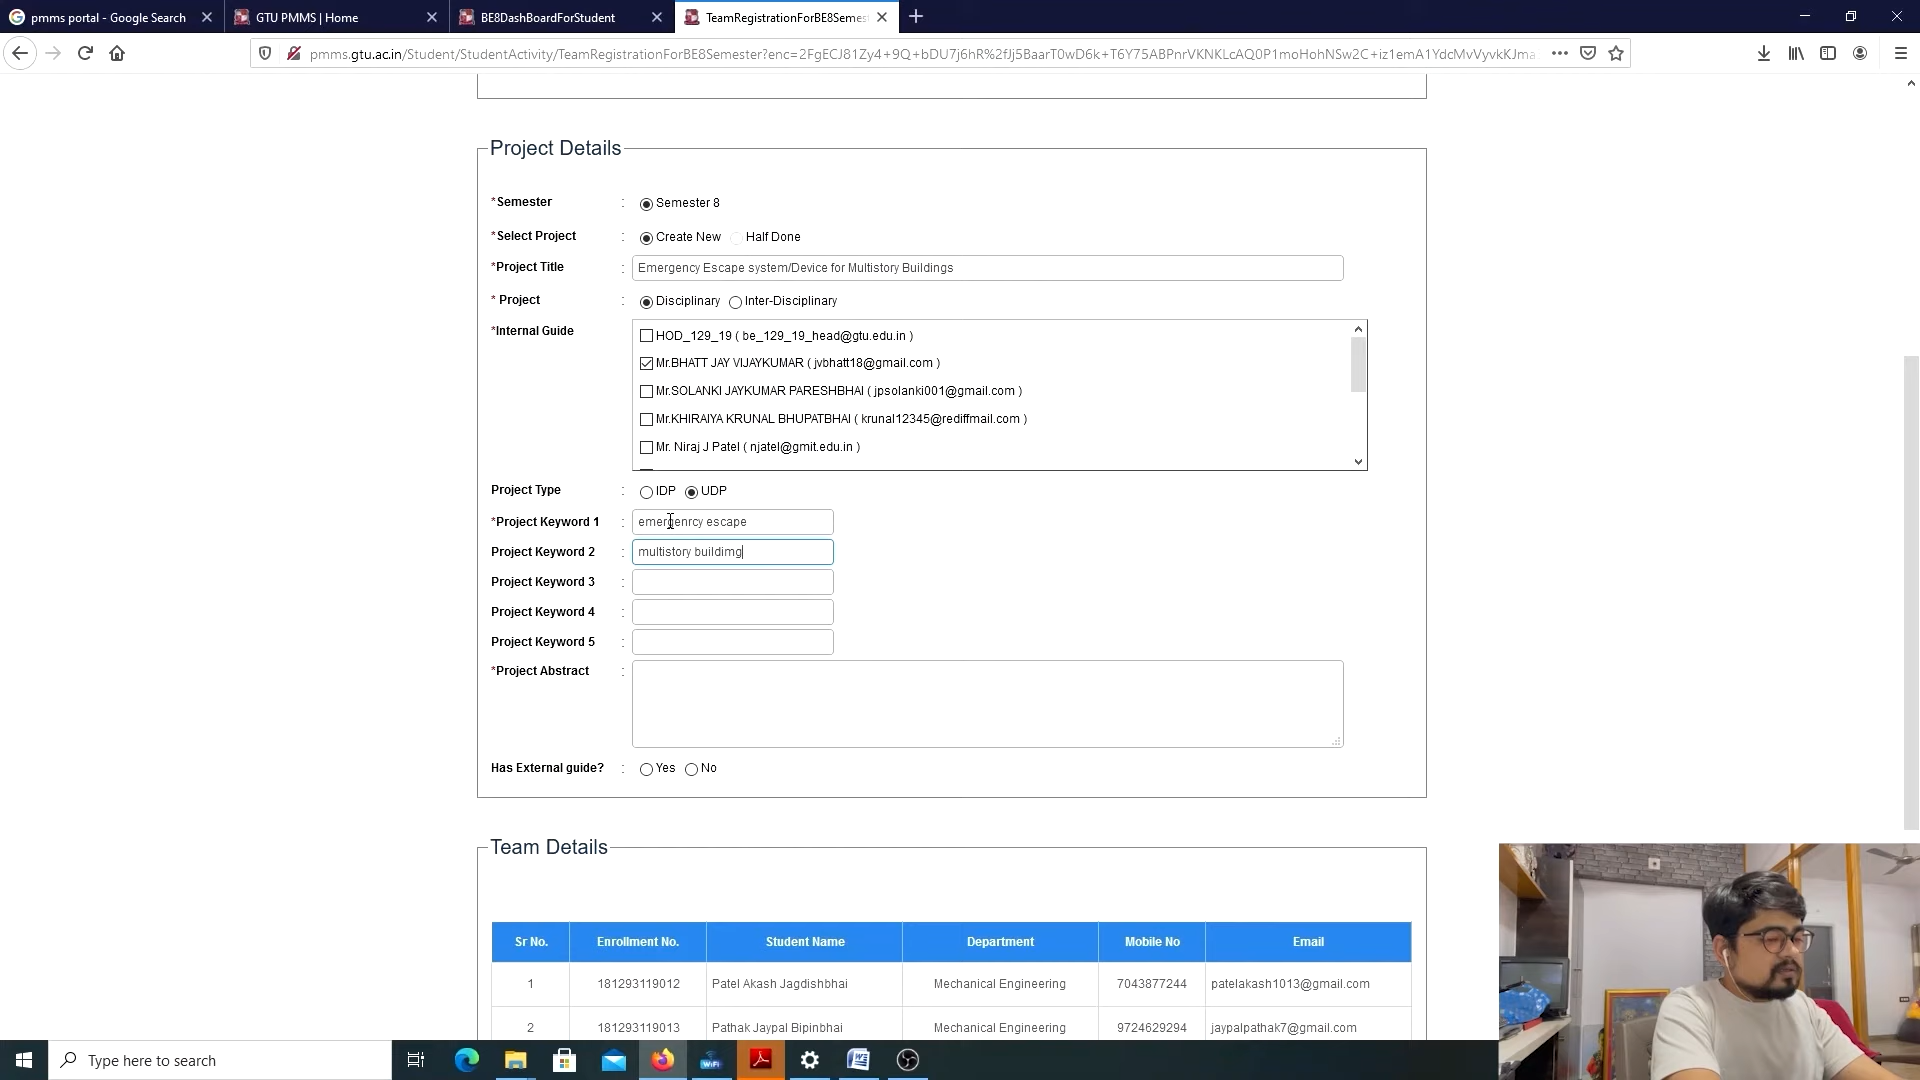 pmms portal - Google Search
GTU PMMS | Home
BE8DashBoardForStudent
TeamRegistrationForBE8Semes
pmms.gtu.ac.in/Student/StudentActivity/TeamRegistrationForBE8Semester?enc=2FgECJ81Zy4+9Q+bDU7j6hR%2fJj5BaarT0wD6k+T6Y75ABPnrVKNKLcAQ0P1moHohNSw2C+iz1emA1YdcMvVyvkKJma
Project Details
*Semester : Semester 8
*Select Project : Create New Half Done
*Project Title : Emergency Escape system/Device for Multistory Buildings
* Project : Disciplinary Inter-Disciplinary
*Internal Guide
HOD_129_19 ( be_129_19_head@gtu.edu.in )
Mr.BHATT JAY VIJAYKUMAR ( jvbhatt18@gmail.com )
Mr.SOLANKI JAYKUMAR PARESHBHAI ( jpsolanki001@gmail.com )
Mr.KHIRAIYA KRUNAL BHUPATBHAI ( krunal12345@rediffmail.com )
Mr. Niraj J Patel ( njatel@gmit.edu.in )
Project Type : IDP UDP
*Project Keyword 1 : emergenrcy escape
Project Keyword 2 : multistory buildimg
Project Keyword 3 :
Project Keyword 4 :
Project Keyword 5 :
*Project Abstract :
Has External guide? : Yes No
Team Details
Sr No. Enrollment No. Student Name Department Mobile No Email
1 181293119012 Patel Akash Jagdishbhai Mechanical Engineering 7043877244 patelakash1013@gmail.com
2 181293119013 Pathak Jaypal Bipinbhai Mechanical Engineering 9724629294 jaypalpathak7@gmail.com
Type here to search